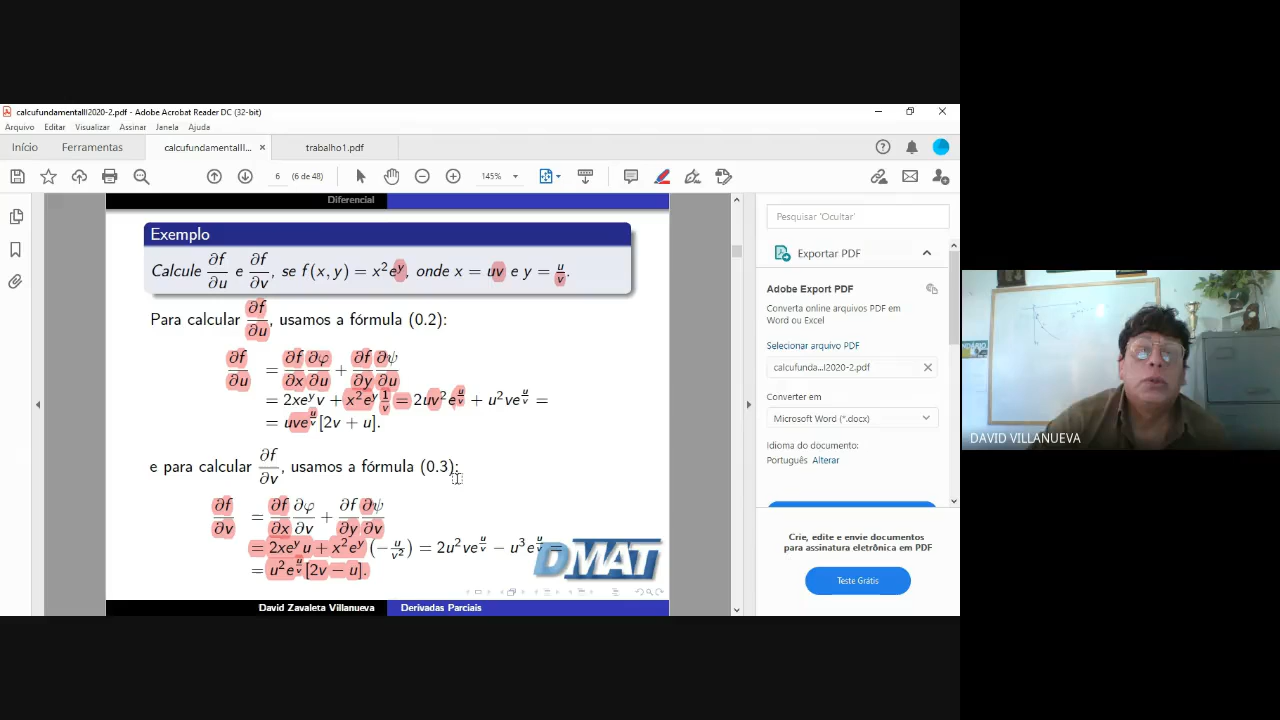 calcufundamentalII2020-2.pdf - Adobe Acrobat Reader DC (32-bit)
Arquivo Editar Visualizar Assinar Janela Ajuda
Início Ferramentas calcufundamentalII... × trabalho1.pdf
6 (6 de 48) 145%
Diferencial
Exemplo
Calcule ∂f/∂u e ∂f/∂v, se f(x, y) = x²e^y, onde x = uv e y = u/v.
Para calcular ∂f/∂u, usamos a fórmula (0.2):
∂f/∂u = ∂f/∂x ∂φ/∂u + ∂f/∂y ∂ψ/∂u
= 2xe^y v + x²e^y 1/v = 2uv²e^(u/v) + u²ve^(u/v) =
= uve^(u/v)[2v + u].
e para calcular ∂f/∂v, usamos a fórmula (0.3):
∂f/∂v = ∂f/∂x ∂φ/∂v + ∂f/∂y ∂ψ/∂v
= 2xe^y u + x²e^y (−u/v²) = 2u²ve^(u/v) − u³e^(u/v) =
= u²e^(u/v)[2v − u].
DMAT
David Zavaleta Villanueva Derivadas Parciais
Pesquisar 'Ocultar'
Exportar PDF
Adobe Export PDF
Converta online arquivos PDF em
Word ou Excel
Selecionar arquivo PDF
calcufunda...I2020-2.pdf ×
Converter em
Microsoft Word (*.docx)
Idioma do documento:
Português Alterar
Crie, edite e envie documentos
para assinatura eletrônica em PDF
Teste Grátis
DAVID VILLANUEVA